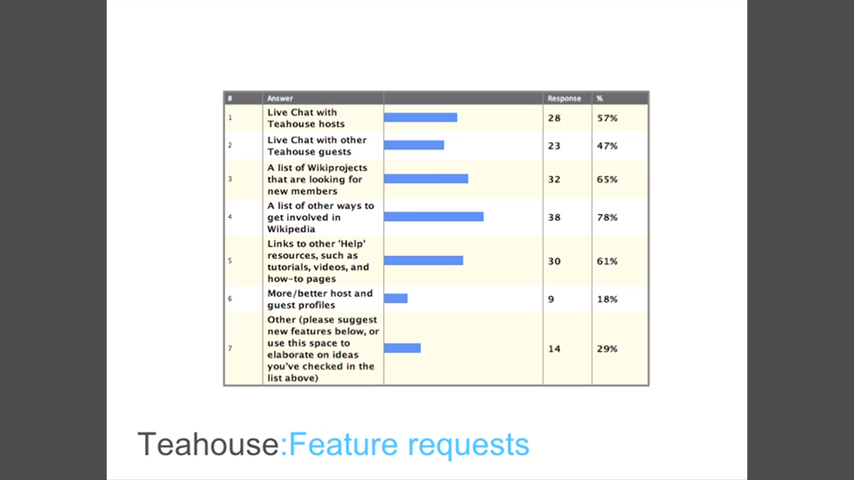 # Answer Response %
1 Live Chat with
Teahouse hosts 28 57%
2 Live Chat with other
Teahouse guests 23 47%
3 A list of Wikiprojects
that are looking for
new members 32 65%
4 A list of other ways to
get involved in
Wikipedia 38 78%
5 Links to other 'Help'
resources, such as
tutorials, videos, and
how-to pages 30 61%
6 More/better host and
guest profiles 9 18%
7 Other (please suggest
new features below, or
use this space to
elaborate on ideas
you've checked in the
list above) 14 29%
Teahouse:Feature requests